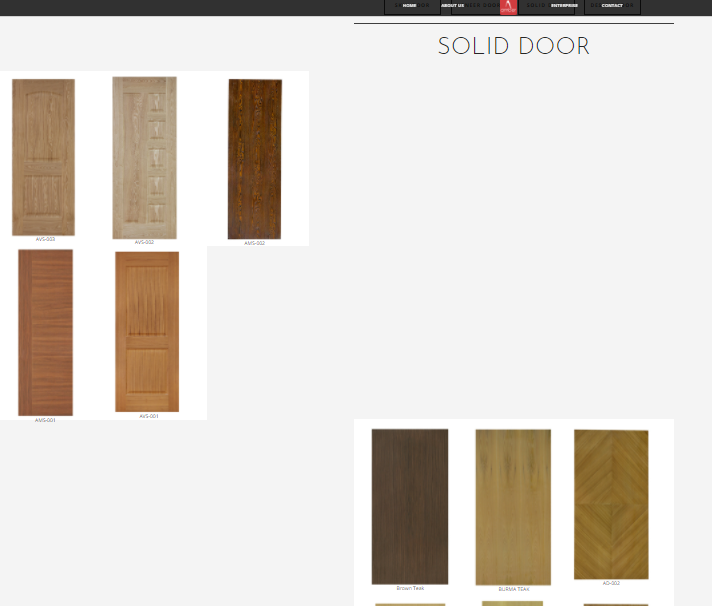 HOME
ABOUT US
ENTERPRISE
CONTACT
SOLID DOOR
AVS-003
AVS-002
AMS-002
AMS-001
AVS-001
Brown Teak
BURMA TEAK
AD-003